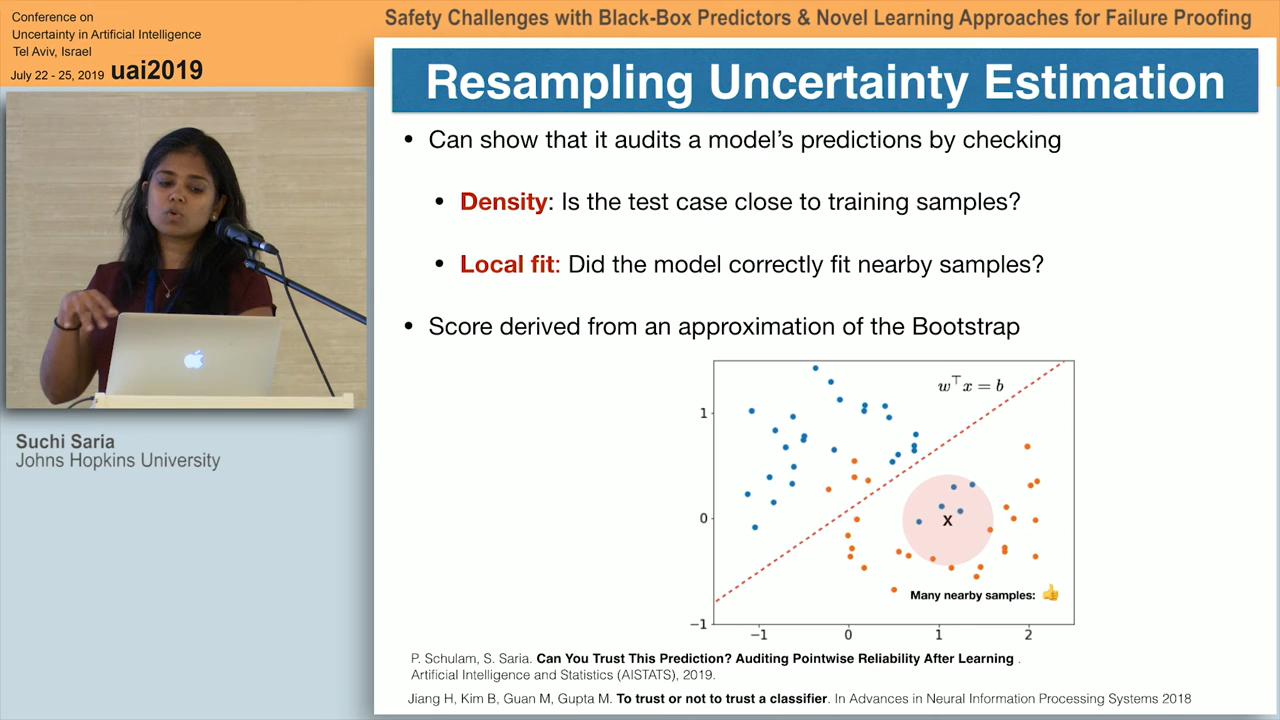 Conference on
Uncertainty in Artificial Intelligence
Tel Aviv, Israel
July 22 - 25, 2019 uai2019
Safety Challenges with Black-Box Predictors & Novel Learning Approaches for Failure Proofing
Resampling Uncertainty Estimation
• Can show that it audits a model's predictions by checking
• Density: Is the test case close to training samples?
• Local fit: Did the model correctly fit nearby samples?
• Score derived from an approximation of the Bootstrap
w⊤x = b
1
0
−1
X
Many nearby samples: 👍
−1 0 1 2
P. Schulam, S. Saria. Can You Trust This Prediction? Auditing Pointwise Reliability After Learning .
Artificial Intelligence and Statistics (AISTATS), 2019.
Jiang H, Kim B, Guan M, Gupta M. To trust or not to trust a classifier. In Advances in Neural Information Processing Systems 2018
Suchi Saria
Johns Hopkins University